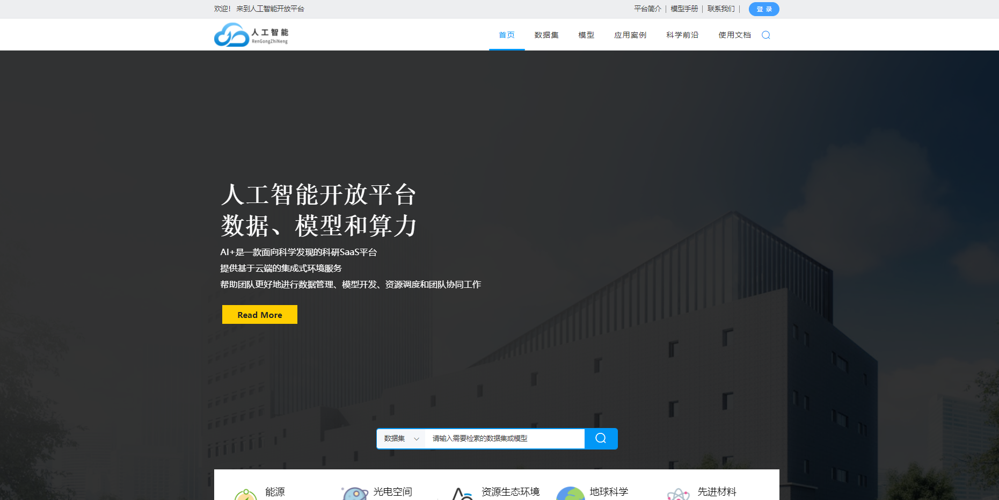 欢迎！ 来到人工智能开放平台
平台简介 | 模型手册 | 联系我们 |
登 录
人工智能
RenGongZhiNeng
首页 数据集 模型 应用案例 科学前沿 使用文档
人工智能开放平台
数据、模型和算力
AI+是一款面向科学发现的科研SaaS平台
提供基于云端的集成式环境服务
帮助团队更好地进行数据管理、模型开发、资源调度和团队协同工作
Read More
数据集 请输入需要检索的数据集或模型
能源 光电空间 资源生态环境 地球科学 先进材料